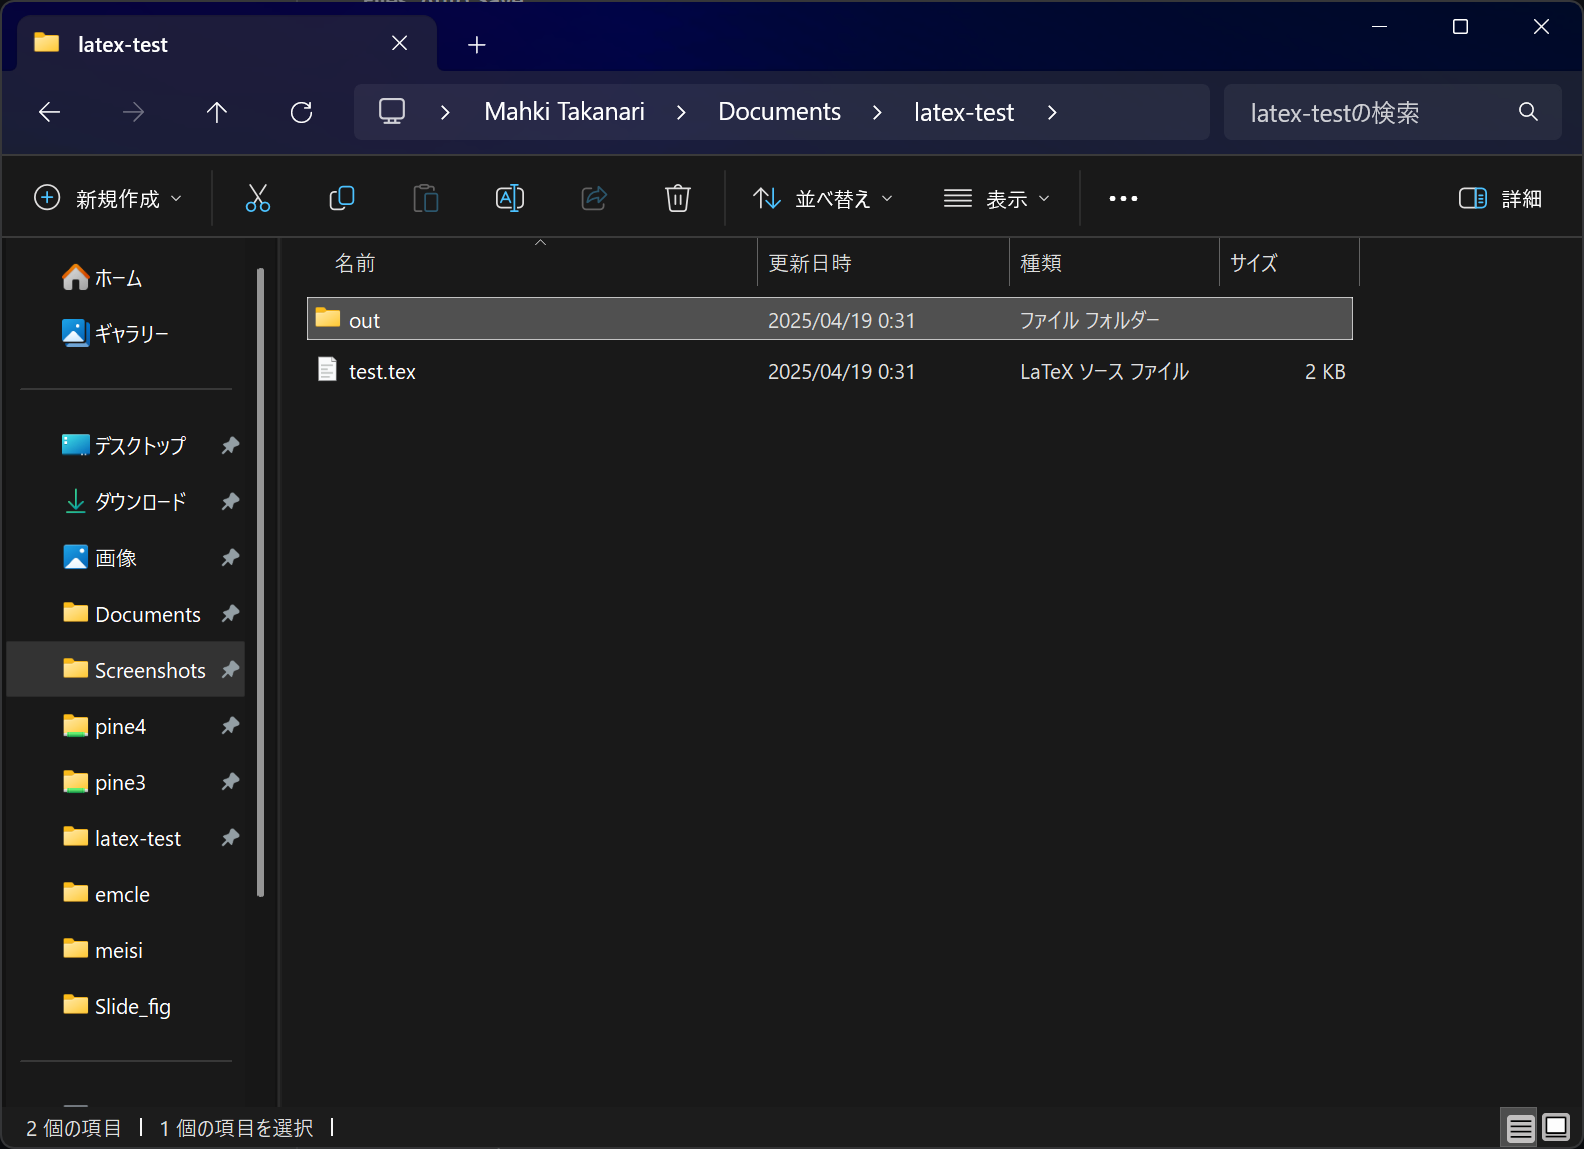 latex-test
Mahki Takanari
Documents
latex-test
latex-testの検索
新規作成
並べ替え
表示
詳細
ホーム
ギャラリー
デスクトップ
ダウンロード
画像
Documents
Screenshots
pine4
pine3
latex-test
emcle
meisi
Slide_fig
名前 更新日時 種類 サイズ
out 2025/04/19 0:31 ファイル フォルダー
test.tex 2025/04/19 0:31 LaTeX ソース ファイル 2 KB
2 個の項目 1 個の項目を選択